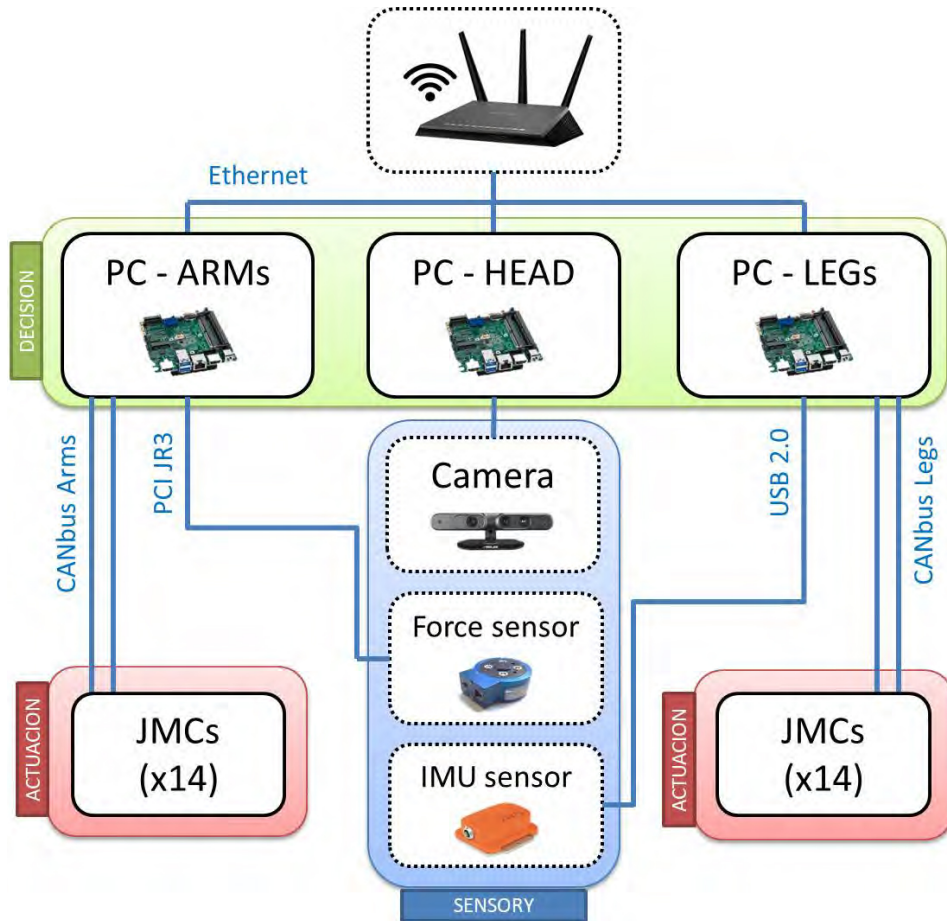 Ethernet
DECISION
PC - ARMs
PC - HEAD
PC - LEGs
CANbus Arms
PCI JR3
USB 2.0
CANbus Legs
Camera
Force sensor
IMU sensor
ACTUACION
JMCs
(x14)
ACTUACION
JMCs
(x14)
SENSORY